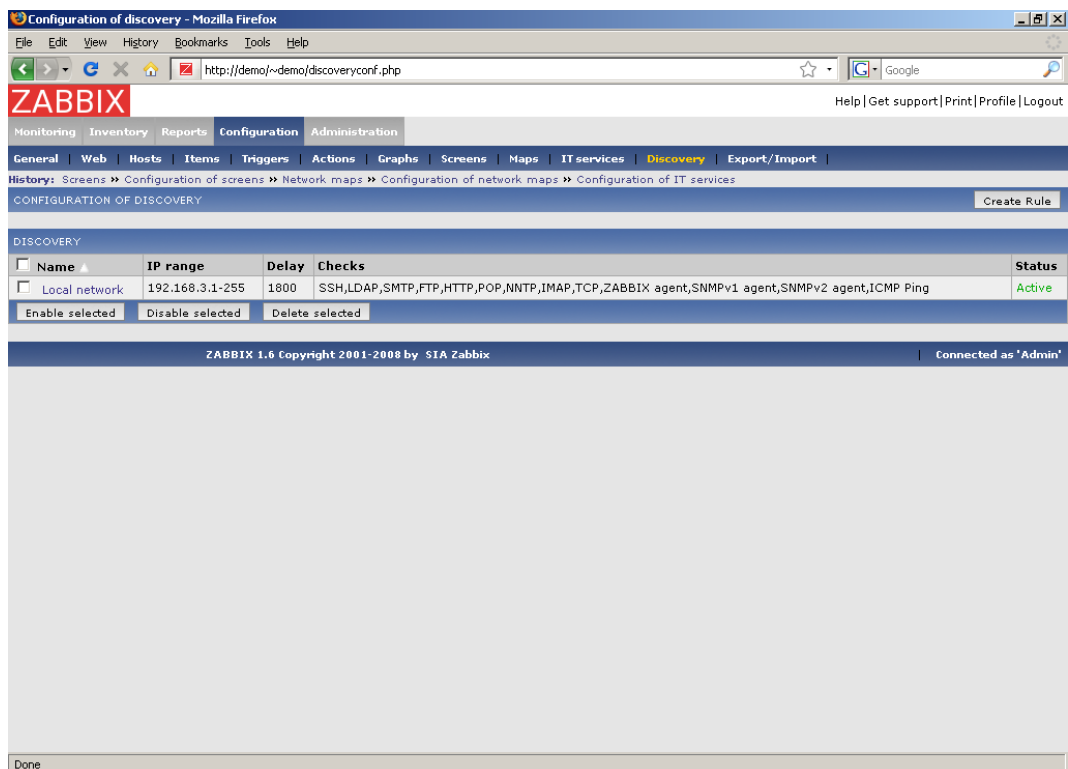 Configuration of discovery - Mozilla Firefox
File Edit View History Bookmarks Tools Help
http://demo/~demo/discoveryconf.php
G Google
ZABBIX
Help|Get support|Print|Profile|Logout
Monitoring Inventory Reports Configuration Administration
General | Web | Hosts | Items | Triggers | Actions | Graphs | Screens | Maps | IT services | Discovery | Export/Import |
History: Screens » Configuration of screens » Network maps » Configuration of network maps » Configuration of IT services
CONFIGURATION OF DISCOVERY Create Rule
DISCOVERY
Name IP range Delay Checks Status
Local network 192.168.3.1-255 1800 SSH,LDAP,SMTP,FTP,HTTP,POP,NNTP,IMAP,TCP,ZABBIX agent,SNMPv1 agent,SNMPv2 agent,ICMP Ping Active
Enable selected Disable selected Delete selected
ZABBIX 1.6 Copyright 2001-2008 by SIA Zabbix | Connected as 'Admin'
Done